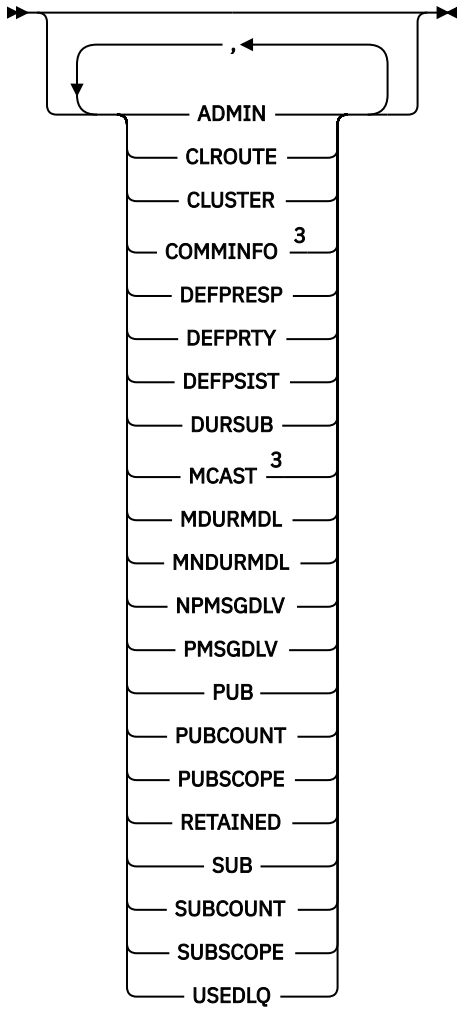 ,
ADMIN
CLROUTE
CLUSTER
COMMINFO 3
DEFPRESP
DEFPRTY
DEFPSIST
DURSUB
MCAST 3
MDURMDL
MNDURMDL
NPMSGDLV
PMSGDLV
PUB
PUBCOUNT
PUBSCOPE
RETAINED
SUB
SUBCOUNT
SUBSCOPE
USEDLQ